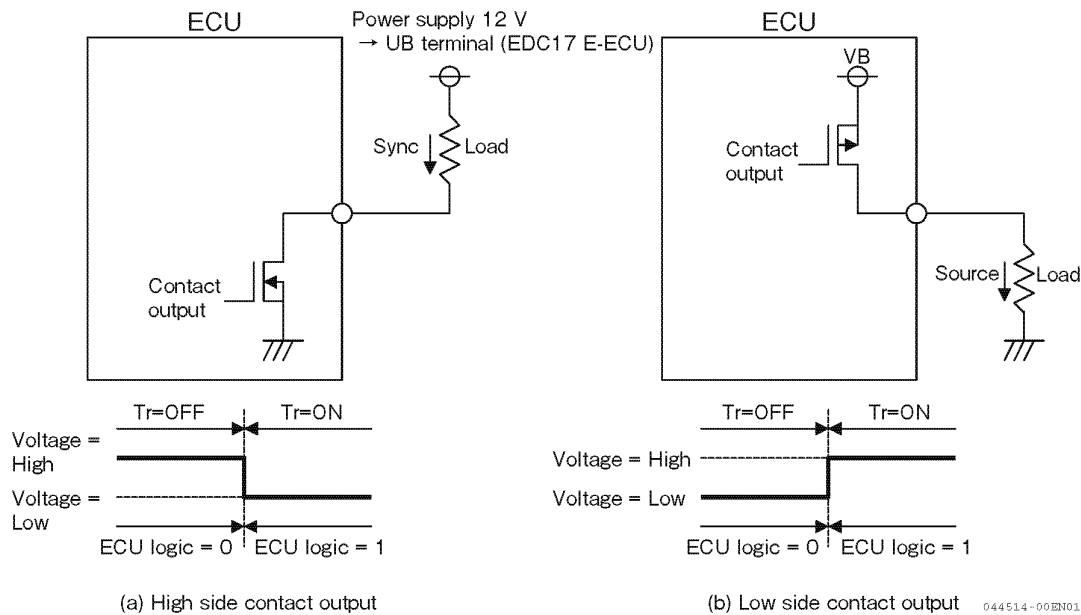 ECU
Power supply 12 V
→ UB terminal (EDC17 E-ECU)
Sync
Load
Contact
output
Tr=OFF
Tr=ON
Voltage =
High
Voltage =
Low
ECU logic = 0
ECU logic = 1
(a) High side contact output
ECU
VB
Contact
output
Source
Load
Tr=OFF
Tr=ON
Voltage = High
Voltage = Low
ECU logic = 0
ECU logic = 1
(b) Low side contact output
044514-00EN01